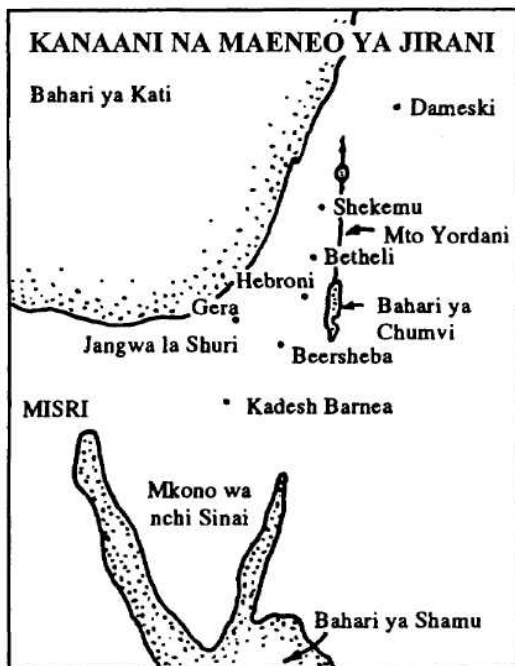 KANAANI NA MAENEO YA JIRANI
Bahari ya Kati
Dameski
Shekemu
Mto Yordani
Betheli
Hebroni
Gera
Bahari ya
Chumvi
Jangwa la Shuri
Beersheba
MISRI
Kadesh Barnea
Mkono wa
nchi Sinai
Bahari ya Shamu